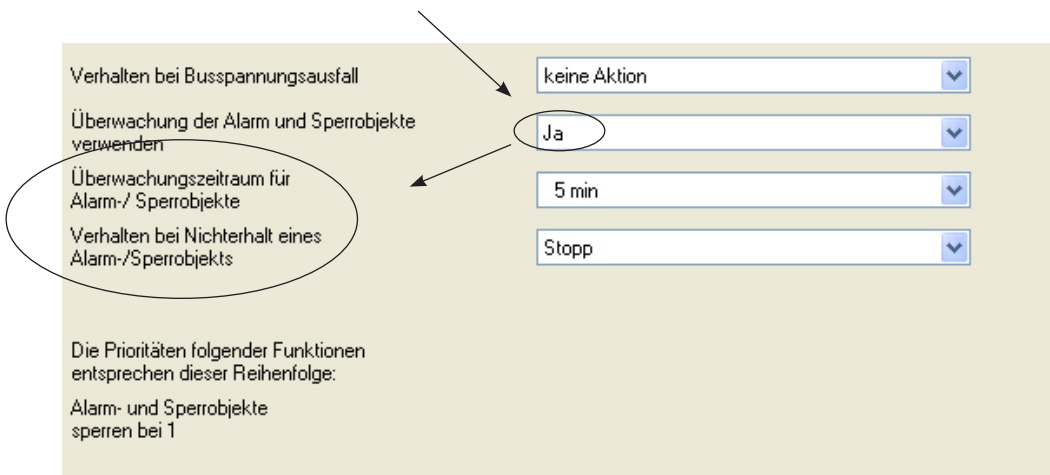 Verhalten bei Busspannungsausfall
keine Aktion
Überwachung der Alarm und Sperrobjekte
verwenden
Ja
Überwachungszeitraum für
Alarm-/ Sperrobjekte
5 min
Verhalten bei Nichterhalt eines
Alarm-/Sperrobjekts
Stopp
Die Prioritäten folgender Funktionen
entsprechen dieser Reihenfolge:
Alarm- und Sperrobjekte
sperren bei 1